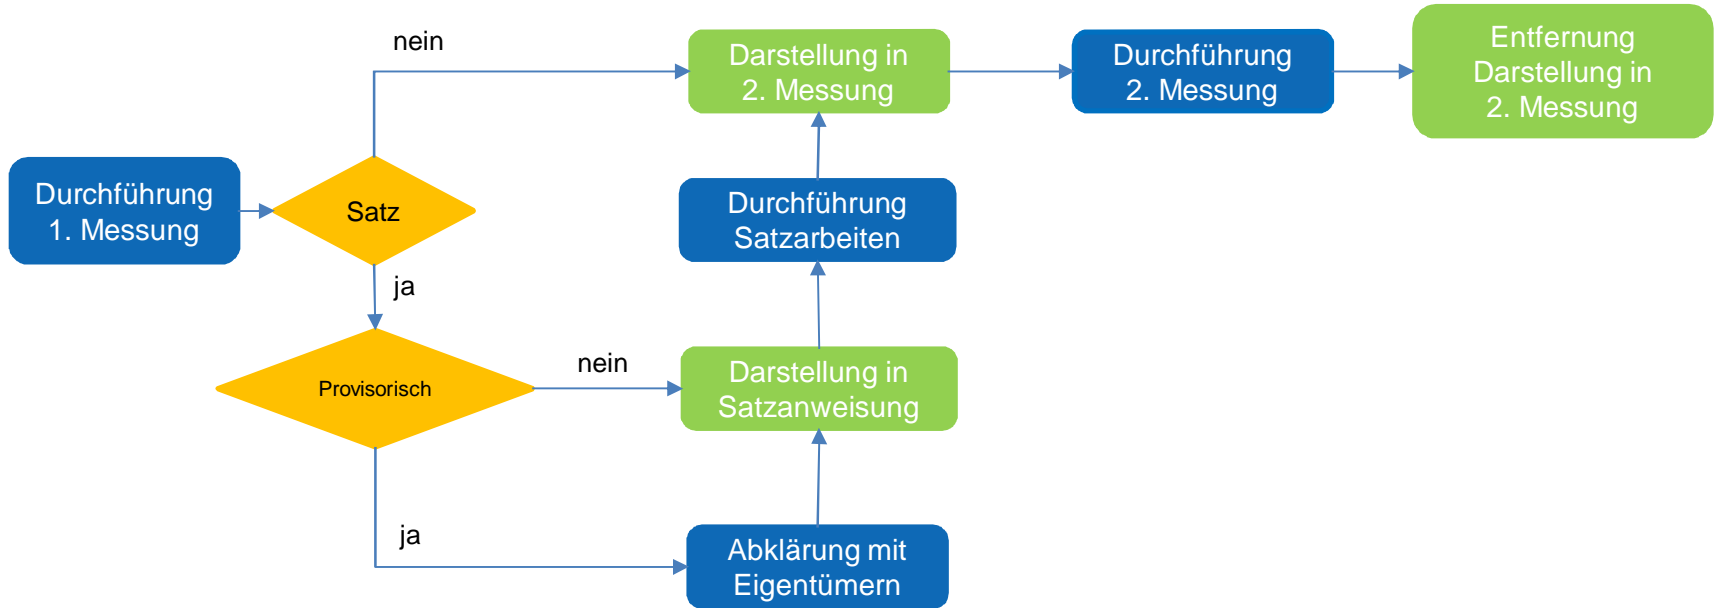 nein
Darstellung in
2. Messung
Durchführung
2. Messung
Entfernung
Darstellung in
2. Messung
Durchführung
1. Messung
Satz
Durchführung
Satzarbeiten
ja
Provisorisch
nein
Darstellung in
Satzanweisung
ja
Abklärung mit
Eigentümern